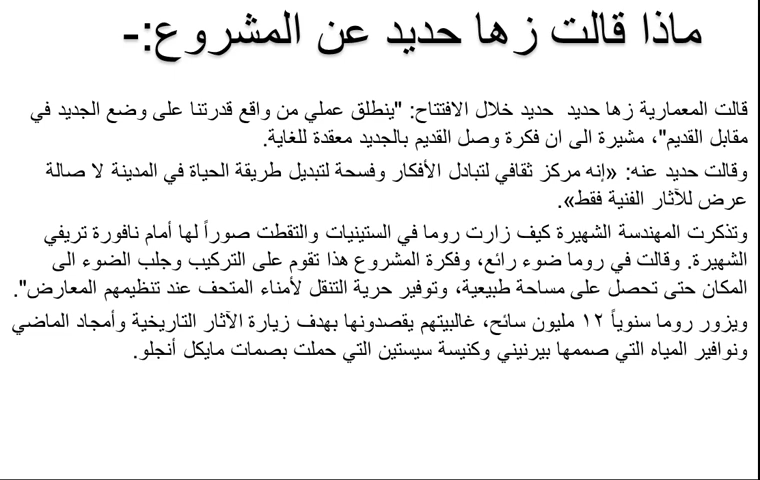 ماذا قالت زها حديد عن المشروع:-
قالت المعمارية زها حديد حديد خلال الافتتاح: "ينطلق عملي من واقع قدرتنا على وضع الجديد في
مقابل القديم"، مشيرة الى ان فكرة وصل القديم بالجديد معقدة للغاية.
وقالت حديد عنه: «إنه مركز ثقافي لتبادل الأفكار وفسحة لتبديل طريقة الحياة في المدينة لا صالة
عرض للآثار الفنية فقط».
وتذكرت المهندسة الشهيرة كيف زارت روما في الستينيات والتقطت صوراً لها أمام نافورة تريفي
الشهيرة. وقالت في روما ضوء رائع، وفكرة المشروع هذا تقوم على التركيب وجلب الضوء الى
المكان حتى تحصل على مساحة طبيعية، وتوفير حرية التنقل لأمناء المتحف عند تنظيمهم المعارض".
ويزور روما سنوياً ١٢ مليون سائح، غالبيتهم يقصدونها بهدف زيارة الآثار التاريخية وأمجاد الماضي
ونوافير المياه التي صممها بيرنيني وكنيسة سيستين التي حملت بصمات مايكل أنجلو.